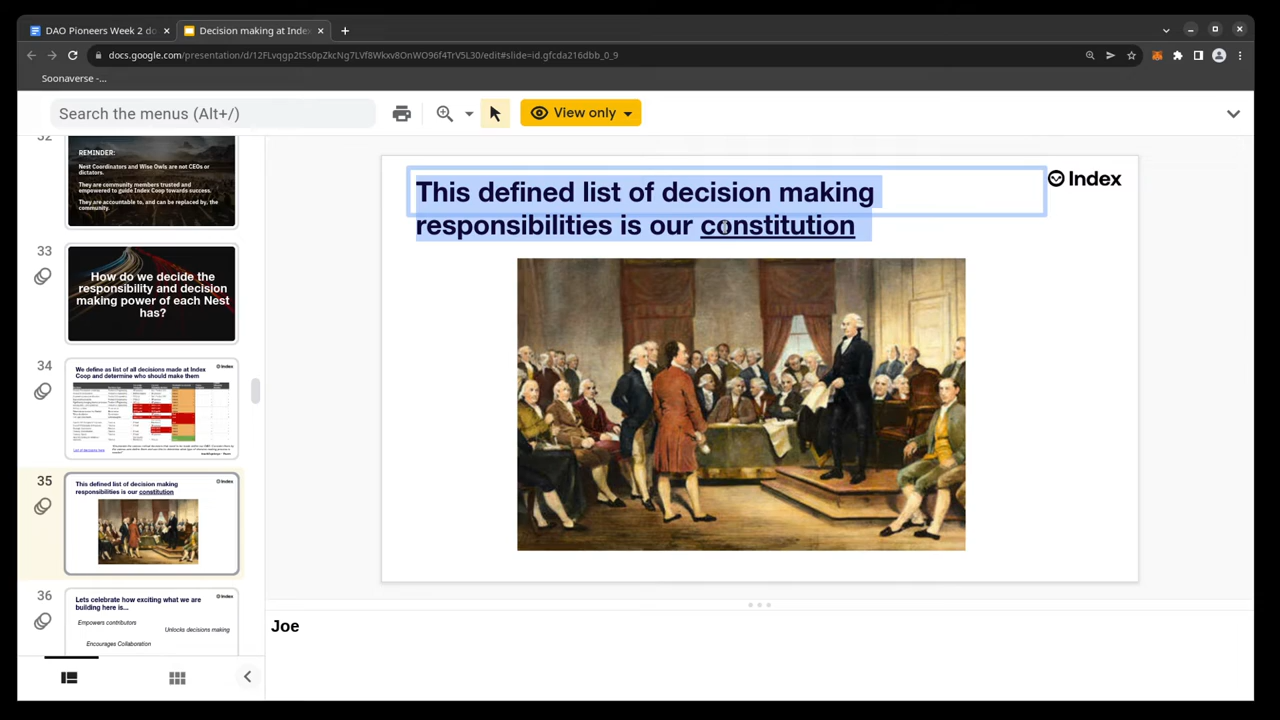 DAO Pioneers Week 2 do
Decision making at Inde
docs.google.com/presentation/d/12FLvqgp2tSs0pZkcNg7LVf8Wkxv8OnWO96f4TrV5L30/edit#slide=id.gfcda216dbb_0_9
Soonaverse -...
Search the menus (Alt+/)
View only
32
REMINDER:
Nest Coordinators and Wise Owls are not CEOs or
dictators.
They are community members trusted and
empowered to guide Index Coop towards success.
They are accountable to, and can be replaced by, the
community.
33
How do we decide the
responsibility and decision
making power of each Nest
has?
34
We define as list of all decisions made at Index
Coop and determine who should make them
Index
35
This defined list of decision making
responsibilities is our constitution
Index
36
Lets celebrate how exciting what we are
building here is...
Index
Empowers contributors
Unlocks decisions making
Encourages Collaboration
This defined list of decision making
responsibilities is our constitution
Index
Joe